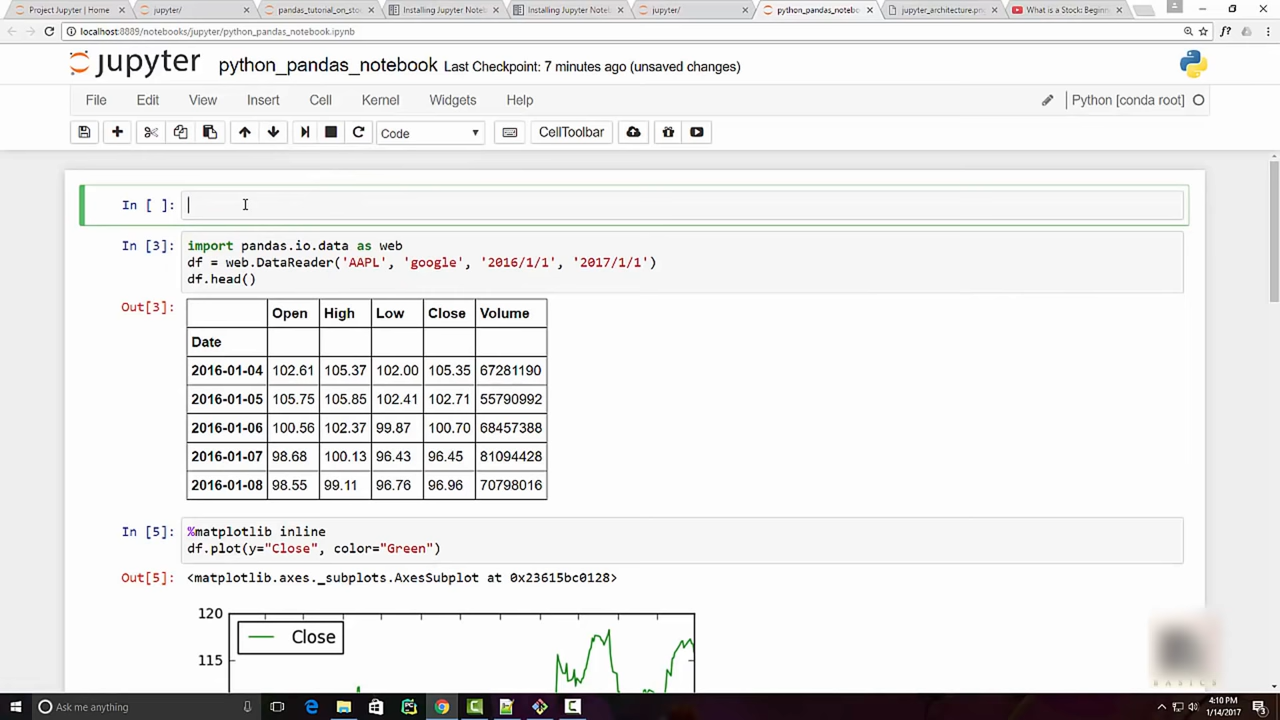 Project Jupyter | Home
jupyter/
pandas_tutorial_on_sto
Installing Jupyter Notebo
Installing Jupyter Noteb
jupyter/
python_pandas_notebo
jupyter_architecture.pn
What is a Stock: Beginn
localhost:8889/notebooks/jupyter/python_pandas_notebook.ipynb
f?
jupyter python_pandas_notebook Last Checkpoint: 7 minutes ago (unsaved changes)
File Edit View Insert Cell Kernel Widgets Help Python [conda root]
Code CellToolbar
In [ ]:
In [3]: import pandas.io.data as web
df = web.DataReader('AAPL', 'google', '2016/1/1', '2017/1/1')
df.head()
Out[3]:
Open High Low Close Volume
Date
2016-01-04 102.61 105.37 102.00 105.35 67281190
2016-01-05 105.75 105.85 102.41 102.71 55790992
2016-01-06 100.56 102.37 99.87 100.70 68457388
2016-01-07 98.68 100.13 96.43 96.45 81094428
2016-01-08 98.55 99.11 96.76 96.96 70798016
In [5]: %matplotlib inline
df.plot(y="Close", color="Green")
Out[5]: <matplotlib.axes._subplots.AxesSubplot at 0x23615bc0128>
120
Close
115
BASICS
Ask me anything
4:10 PM
1/14/2017
3